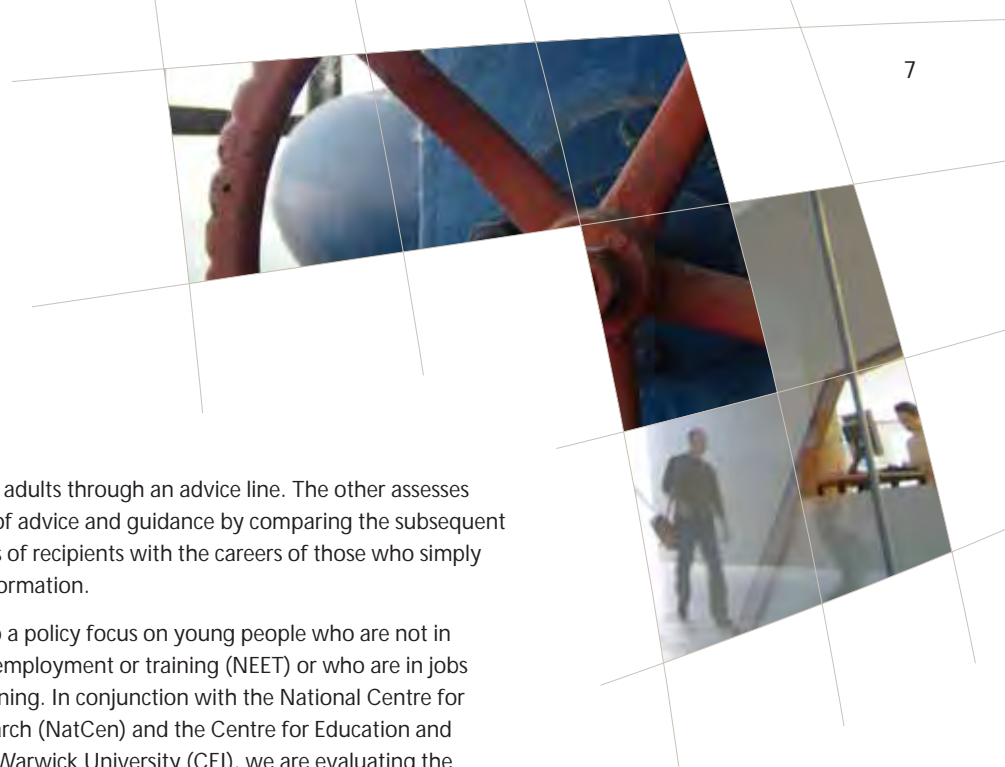 7
adults through an advice line. The other assesses
of advice and guidance by comparing the subsequent
s of recipients with the careers of those who simply
ormation.
o a policy focus on young people who are not in
employment or training (NEET) or who are in jobs
ning. In conjunction with the National Centre for
arch (NatCen) and the Centre for Education and
Warwick University (CEI), we are evaluating the